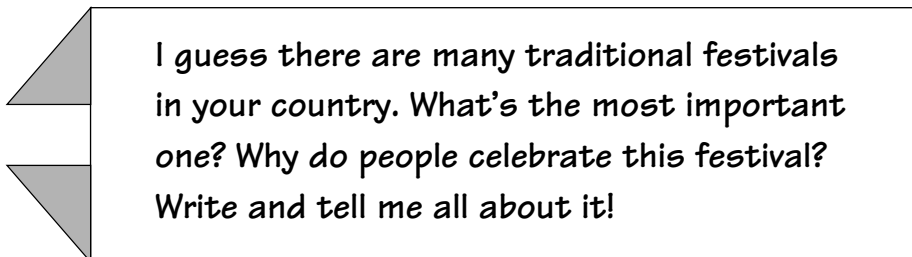 I guess there are many traditional festivals
in your country. What's the most important
one? Why do people celebrate this festival?
Write and tell me all about it!